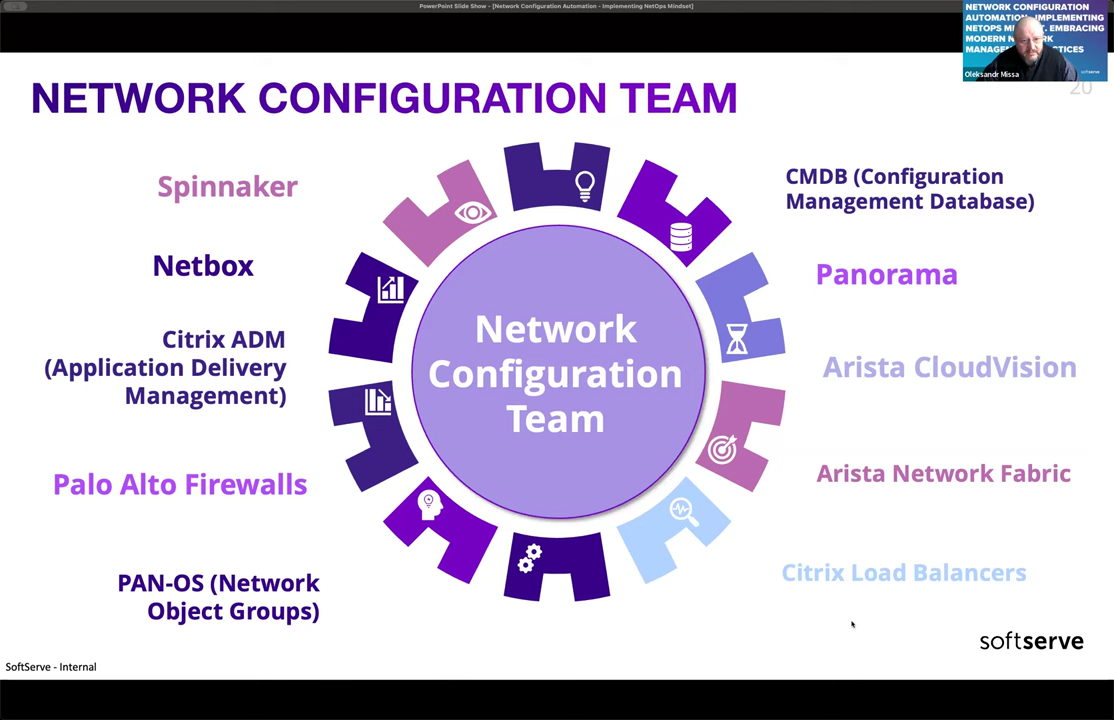 PowerPoint Slide Show - [Network Configuration Automation - Implementing NetOps Mindset]
NETWORK CONFIGURATION
AUTOMATION: IMPLEMENTING
NETOPS EMBRACING
MODERN
Oleksandr Missa
softserve
20
NETWORK CONFIGURATION TEAM
Spinnaker
Netbox
Citrix ADM
(Application Delivery
Management)
Palo Alto Firewalls
PAN-OS (Network
Object Groups)
Network
Configuration
Team
CMDB (Configuration
Management Database)
Panorama
Arista CloudVision
Arista Network Fabric
Citrix Load Balancers
softserve
SoftServe - Internal